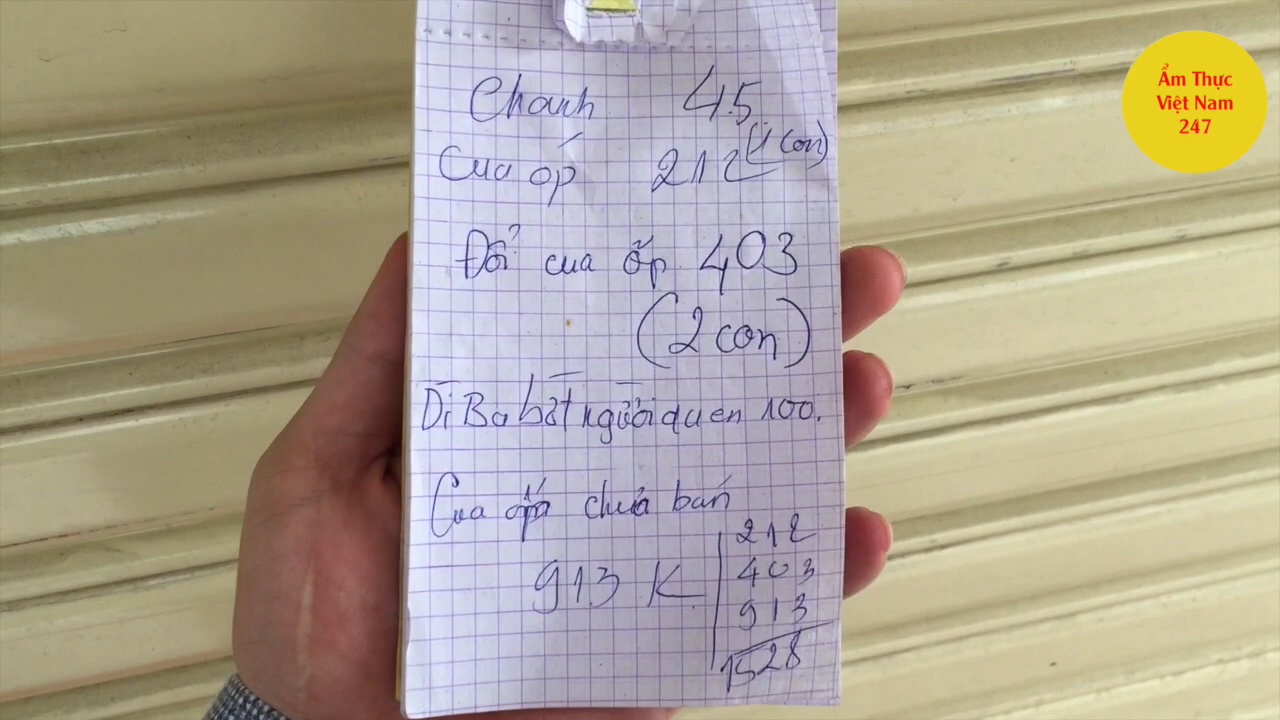 Chanh 45
Cua ốp 212 (1 con)
Đổi cua ốp 403
(2 con)
Dì Ba bắt người quen 100.
Cua ốp chưa bán
913 K
212
403
913
1528
Ẩm Thực
Việt Nam
247